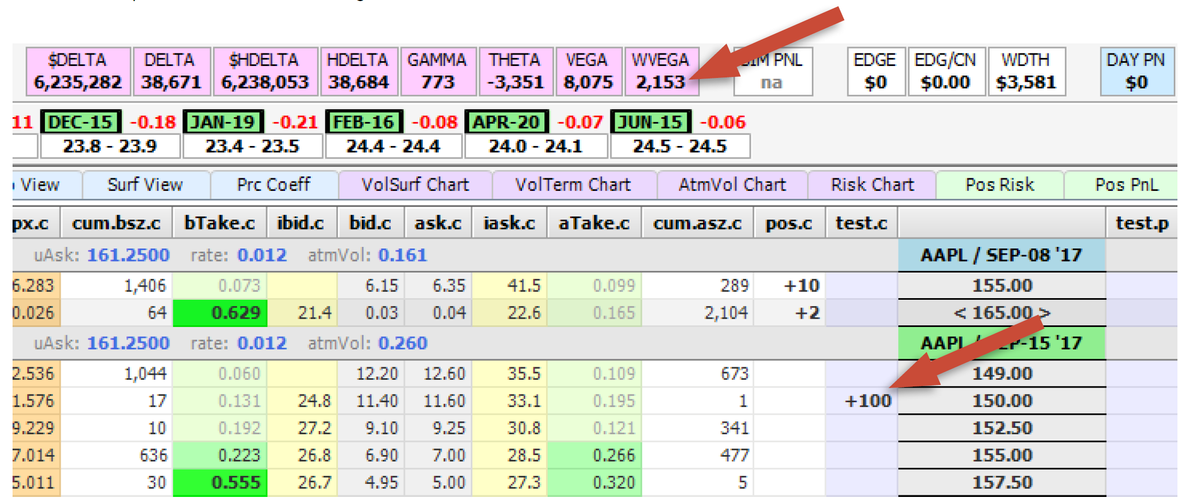 $DELTA DELTA $HDELTA HDELTA GAMMA THETA VEGA WVEGA PNL EDGE EDG/CN WDTH DAY PN
6,235,282 38,671 6,238,053 38,684 773 -3,351 8,075 2,153 na $0 $0.00 $3,581 $0
11 DEC-15 -0.18 JAN-19 -0.21 FEB-16 -0.08 APR-20 -0.07 JUN-15 -0.06
23.8 - 23.9 23.4 - 23.5 24.4 - 24.4 24.0 - 24.1 24.5 - 24.5
View Surf View Prc Coeff VolSurf Chart VolTerm Chart AtmVol Chart Risk Chart Pos Risk Pos PnL
px.c cum.bsz.c bTake.c ibid.c bid.c ask.c iask.c aTake.c cum.asz.c pos.c test.c test.p
uAsk: 161.2500 rate: 0.012 atmVol: 0.161 AAPL / SEP-08 '17
6.283 1,406 0.073 6.15 6.35 41.5 0.099 289 +10 155.00
0.026 64 0.629 21.4 0.03 0.04 22.6 0.165 2,104 +2 < 165.00 >
uAsk: 161.2500 rate: 0.012 atmVol: 0.260 AAPL / SEP-15 '17
2.536 1,044 0.060 12.20 12.60 35.5 0.109 673 149.00
1.576 17 0.131 24.8 11.40 11.60 33.1 0.195 1 +100 150.00
9.229 10 0.192 27.2 9.10 9.25 30.8 0.121 341 152.50
7.014 636 0.223 26.8 6.90 7.00 28.5 0.266 477 155.00
5.011 30 0.555 26.7 4.95 5.00 27.3 0.320 5 157.50